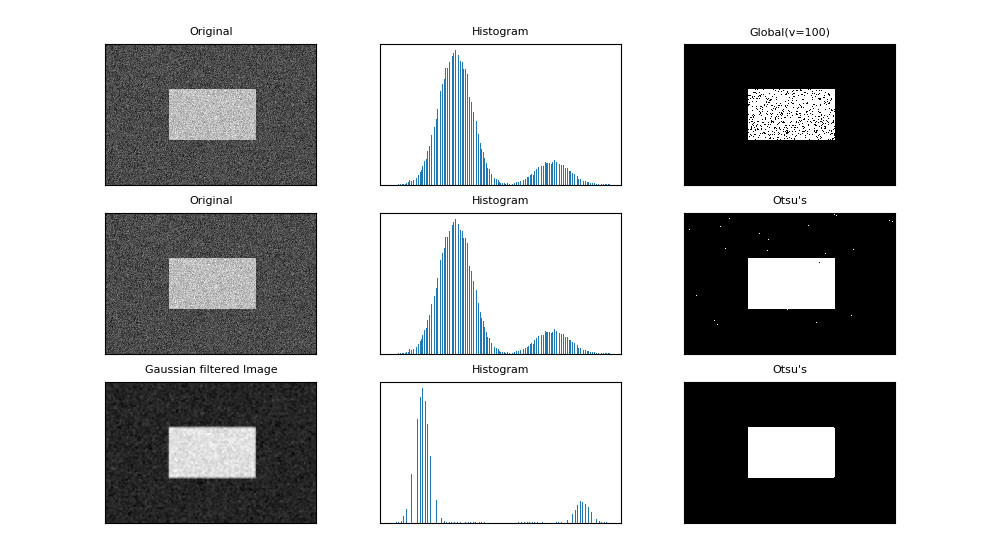 Original
Histogram
Global(v=100)
Original
Histogram
Otsu's
Gaussian filtered Image
Histogram
Otsu's